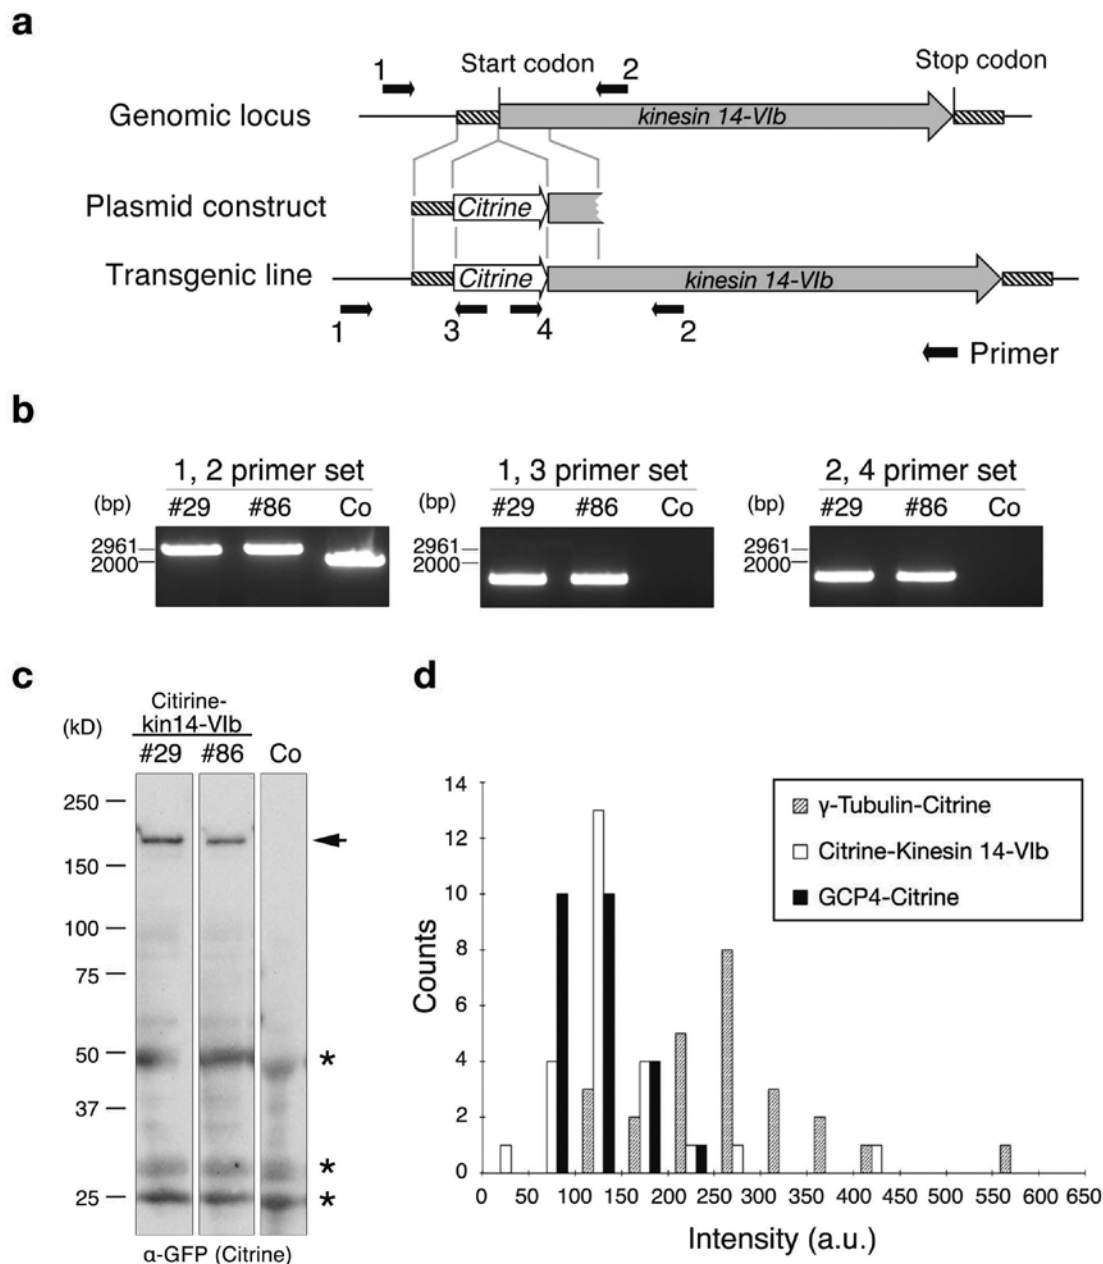 a
Start codon
Stop codon
1
2
Genomic locus
kinesin 14-VIb
Plasmid construct
Citrine
Transgenic line
Citrine
kinesin 14-VIb
1
3
4
2
Primer
b
1, 2 primer set
1, 3 primer set
2, 4 primer set
(bp)
#29
#86
Co
(bp)
#29
#86
Co
(bp)
#29
#86
Co
2961
2000
2961
2000
2961
2000
c
Citirine-
kin14-VIb
(kD)
#29
#86
Co
250
150
100
75
50
*
37
*
25
*
α-GFP (Citrine)
d
14
12
10
8
6
4
2
0
Counts
γ-Tubulin-Citrine
Citrine-Kinesin 14-VIb
GCP4-Citrine
0 50 100 150 200 250 300 350 400 450 500 550 600 650
Intensity (a.u.)